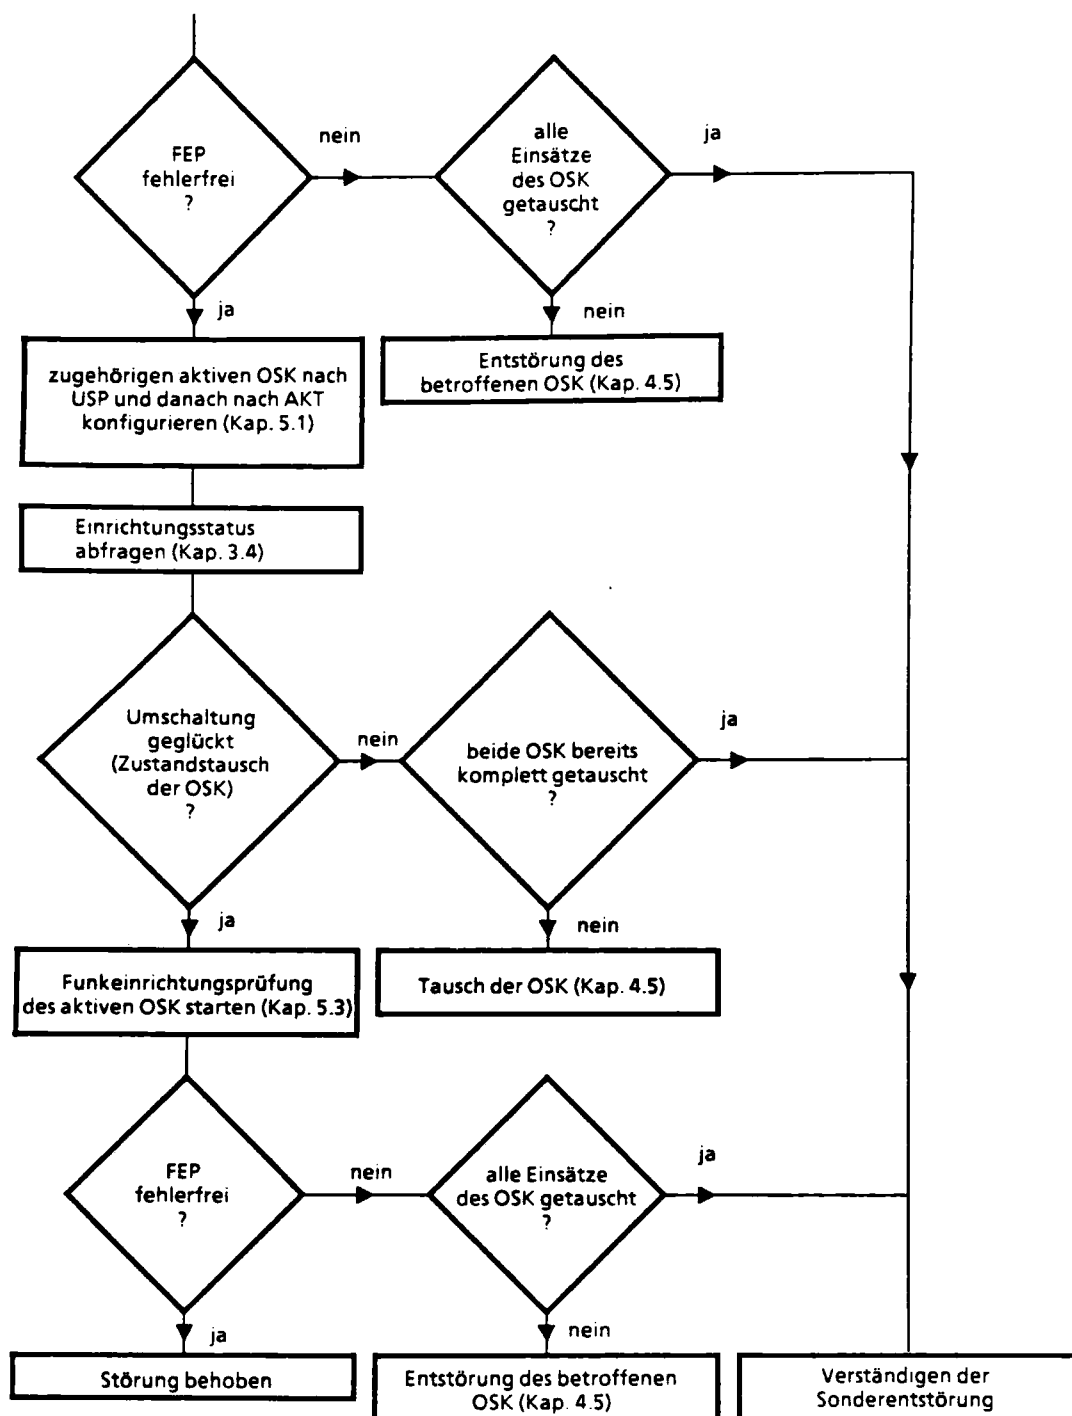 FEP
fehlerfrei
?
nein
alle
Einsätze
des OSK
getauscht
?
ja
ja
nein
zugehörigen aktiven OSK nach
USP und danach nach AKT
konfigurieren (Kap. 5.1)
Entstörung des
betroffenen OSK (Kap. 4.5)
Einrichtungsstatus
abfragen (Kap. 3.4)
Umschaltung
geglückt
(Zustandstausch
der OSK)
?
nein
beide OSK bereits
komplett getauscht
?
ja
ja
nein
Funkeinrichtungsprüfung
des aktiven OSK starten (Kap. 5.3)
Tausch der OSK (Kap. 4.5)
FEP
fehlerfrei
?
nein
alle Einsätze
des OSK getauscht
?
ja
ja
nein
Störung behoben
Entstörung des betroffenen
OSK (Kap. 4.5)
Verständigen der
Sonderentstörung